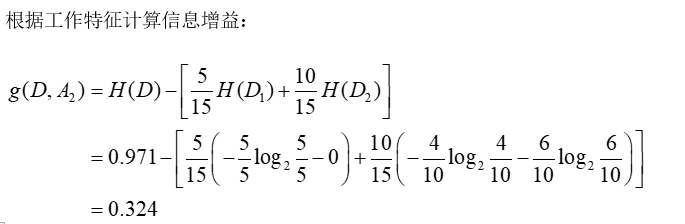 根据工作特征计算信息增益：
g(D, A₂) = H(D) − [ 5/15 H(D₁) + 10/15 H(D₂) ]
= 0.971 − [ 5/15 ( − 5/5 log₂ 5/5 − 0 ) + 10/15 ( − 4/10 log₂ 4/10 − 6/10 log₂ 6/10 ) ]
= 0.324